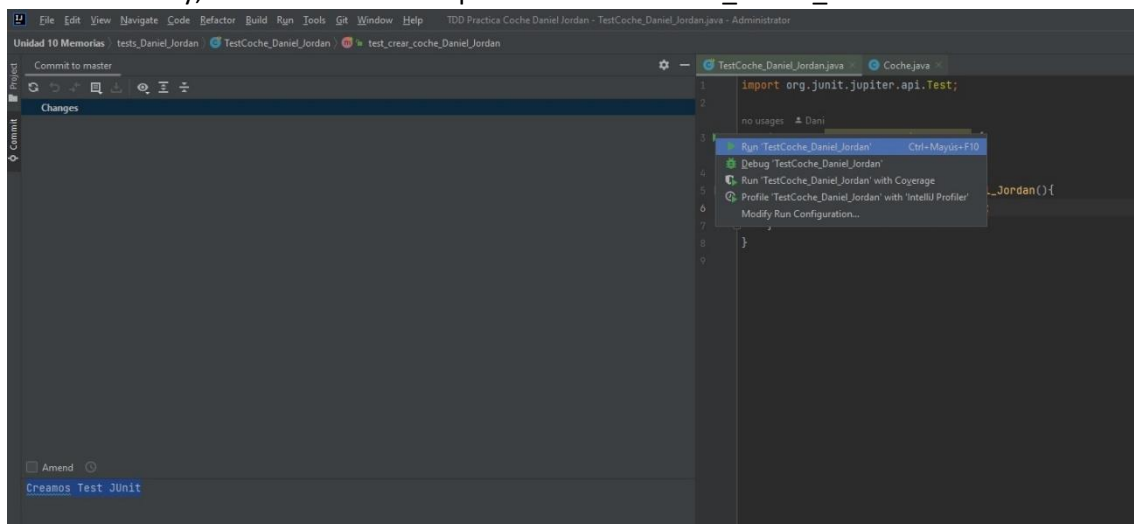 File Edit View Navigate Code Refactor Build Run Tools Git Window Help TDD Practica Coche Daniel Jordan - TestCoche_Daniel_Jordan.java - Administrator
Unidad 10 Memorias tests_Daniel_Jordan TestCoche_Daniel_Jordan test_crear_coche_Daniel_Jordan
Project
Commit
Commit to master
Changes
Amend
Creamos Test JUnit
TestCoche_Daniel_Jordan.java Coche.java
1 import org.junit.jupiter.api.Test;
2
no usages Dani
3
Run 'TestCoche_Daniel_Jordan' Ctrl+Mayús+F10
Debug 'TestCoche_Daniel_Jordan'
4
Run 'TestCoche_Daniel_Jordan' with Coverage
5 l_Jordan(){
Profile 'TestCoche_Daniel_Jordan' with 'IntelliJ Profiler'
6
Modify Run Configuration...
7 }
8 }
9